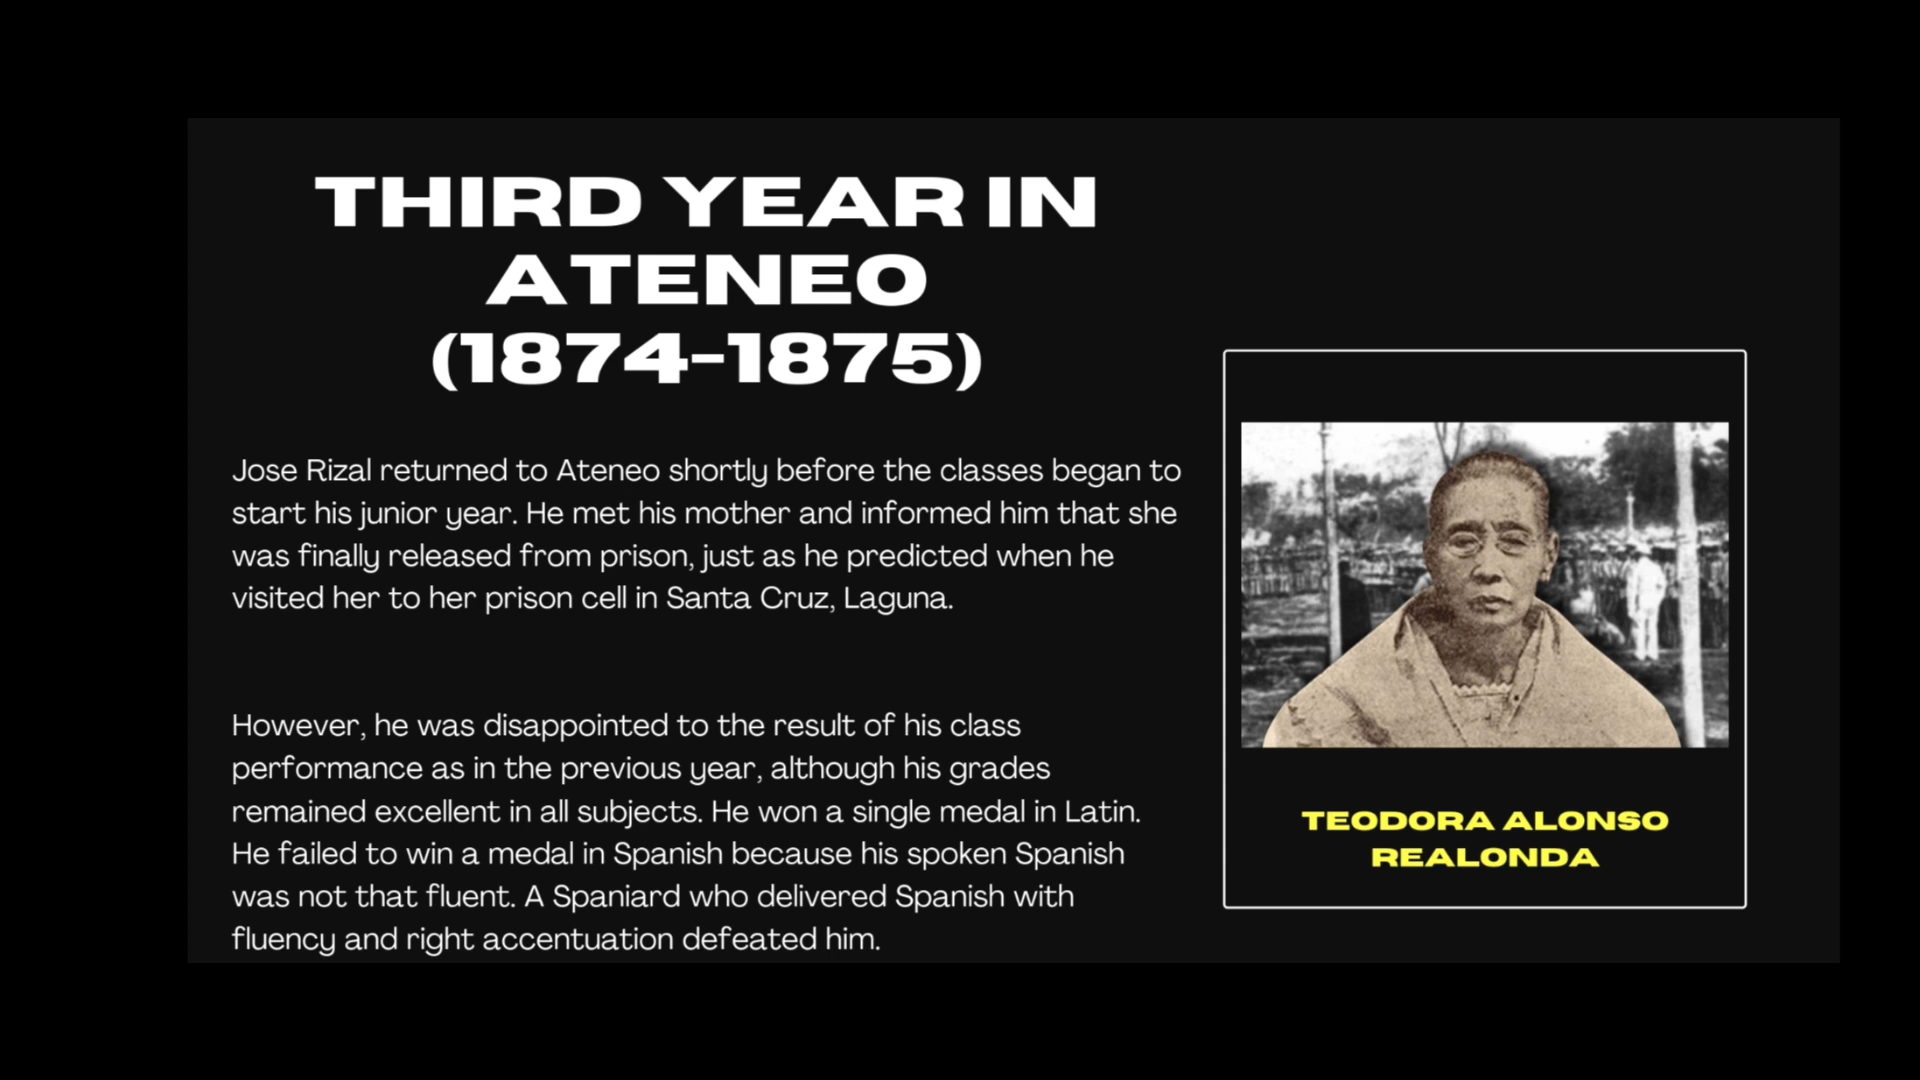 THIRD YEAR IN
ATENEO
(1874-1875)
Jose Rizal returned to Ateneo shortly before the classes began to
start his junior year. He met his mother and informed him that she
was finally released from prison, just as he predicted when he
visited her to her prison cell in Santa Cruz, Laguna.
However, he was disappointed to the result of his class
performance as in the previous year, although his grades
remained excellent in all subjects. He won a single medal in Latin.
He failed to win a medal in Spanish because his spoken Spanish
was not that fluent. A Spaniard who delivered Spanish with
fluency and right accentuation defeated him.
TEODORA ALONSO
REALONDA